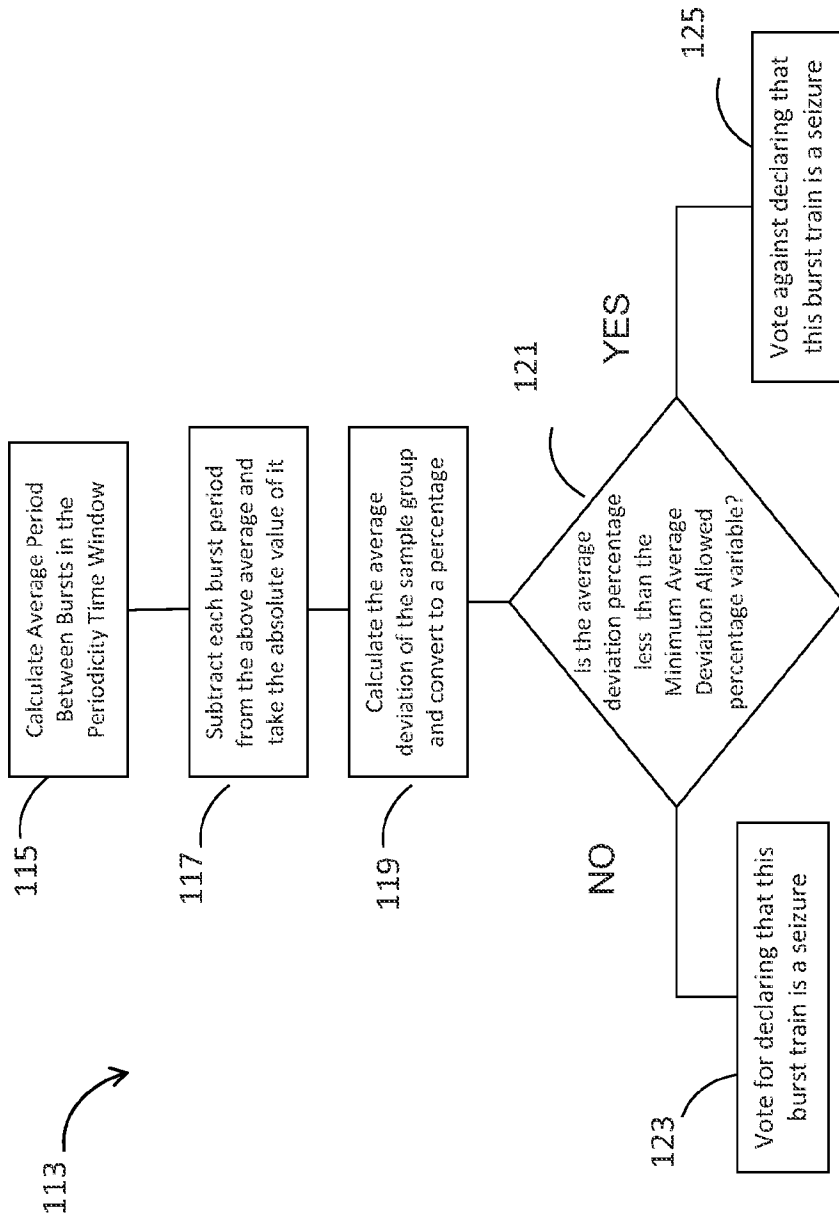 113
115
Calculate Average Period
Between Bursts in the
Periodicity Time Window
117
Subtract each burst period
from the above average and
take the absolute value of it
119
Calculate the average
deviation of the sample group
and convert to a percentage
121
Is the average
deviation percentage
less than the
Minimum Average
Deviation Allowed
percentage variable?
NO
YES
123
Vote for declaring that this
burst train is a seizure
125
Vote against declaring that
this burst train is a seizure